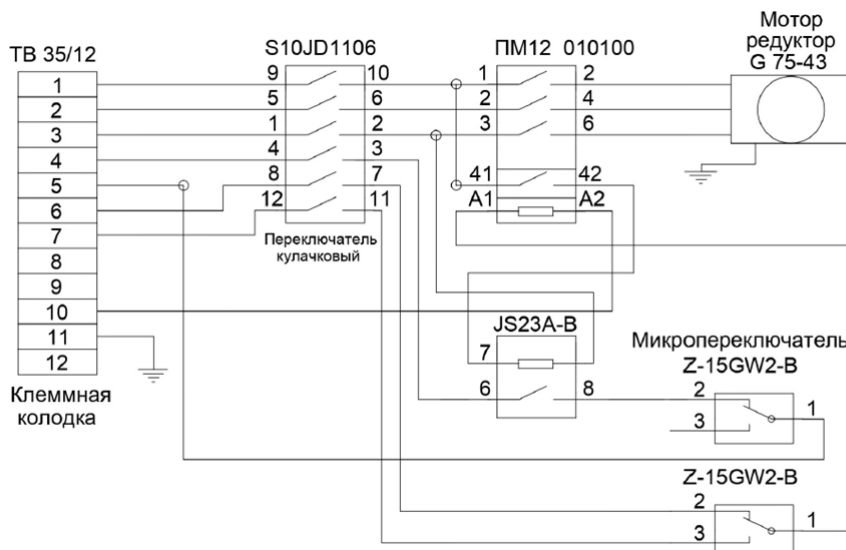 ТВ 35/12
1
2
3
4
5
6
7
8
9
10
11
12
Клеммная
колодка
S10JD1106
9 10
5 6
1 2
4 3
8 7
12 11
Переключатель
кулачковый
ПМ12 010100
1 2
2 4
3 6
41 42
A1 A2
Мотор
редуктор
G 75-43
JS23A-B
7
6 8
Микропереключатель
Z-15GW2-B
2 1
3
Z-15GW2-B
2 1
3